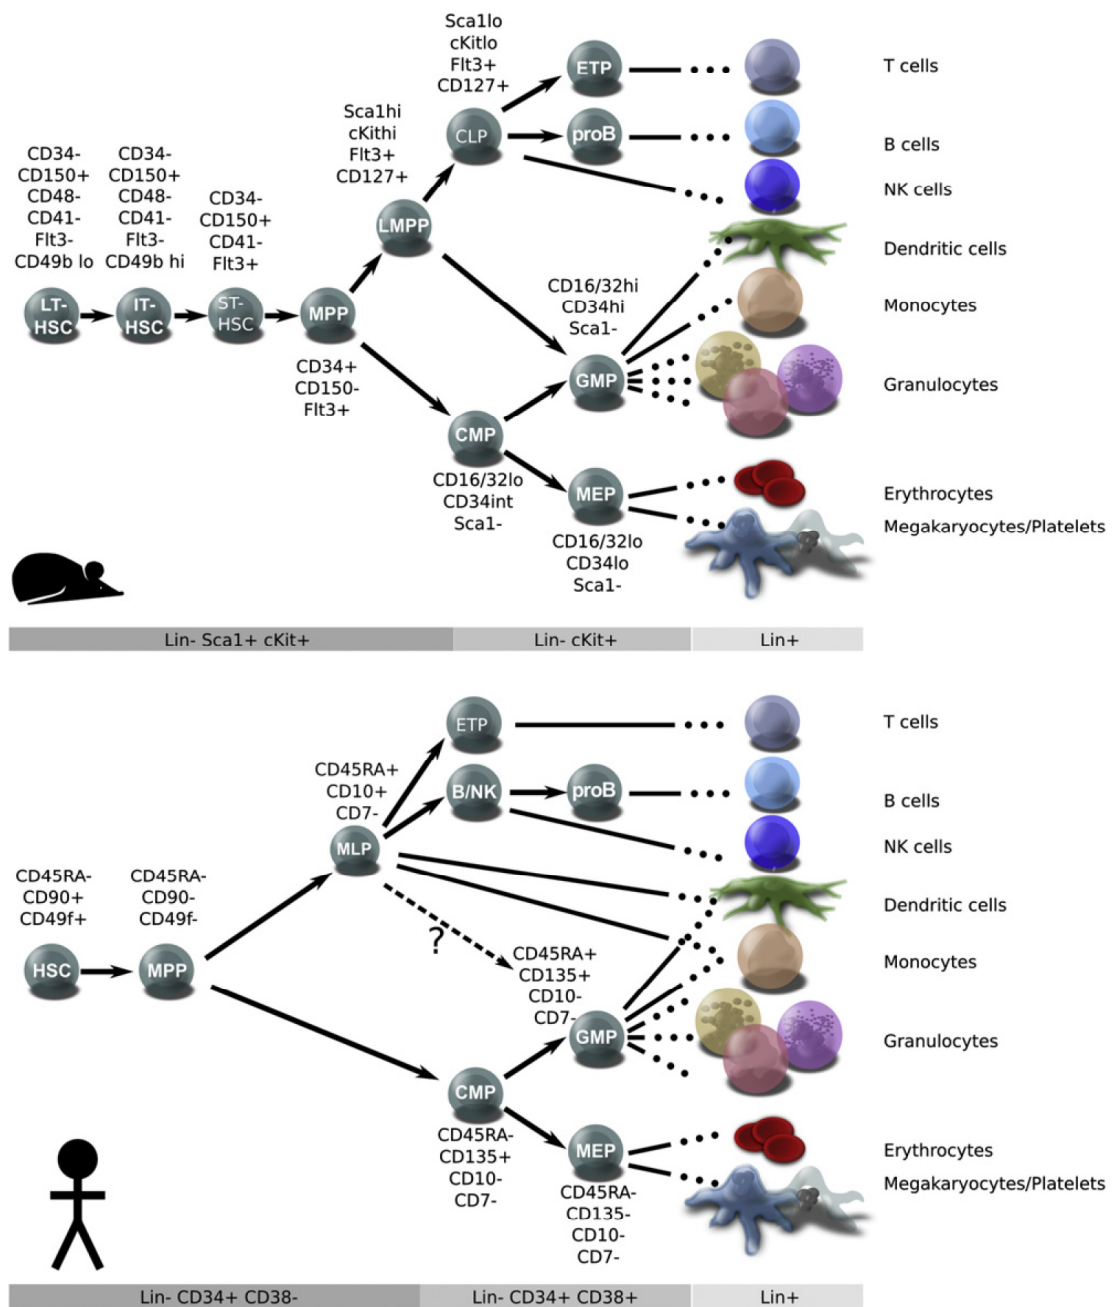 Sca1lo
cKitlo
Flt3+
CD127+
ETP
T cells
Sca1hi
cKithi
Flt3+
CD127+
CLP
proB
B cells
NK cells
CD34-
CD150+
CD48-
CD41-
Flt3-
CD49b lo
CD34-
CD150+
CD48-
CD41-
Flt3-
CD49b hi
CD34-
CD150+
CD41-
Flt3+
LMPP
Dendritic cells
LT-
HSC
IT-
HSC
ST-
HSC
MPP
CD16/32hi
CD34hi
Sca1-
Monocytes
CD34+
CD150-
Flt3+
GMP
Granulocytes
CMP
CD16/32lo
CD34int
Sca1-
MEP
CD16/32lo
CD34lo
Sca1-
Erythrocytes
Megakaryocytes/Platelets
Lin- Sca1+ cKit+
Lin- cKit+
Lin+
ETP
T cells
CD45RA+
CD10+
CD7-
B/NK
proB
B cells
MLP
NK cells
CD45RA-
CD90+
CD49f+
CD45RA-
CD90-
CD49f-
Dendritic cells
?
HSC
MPP
CD45RA+
CD135+
CD10-
CD7-
Monocytes
GMP
Granulocytes
CMP
CD45RA-
CD135+
CD10-
CD7-
MEP
CD45RA-
CD135-
CD10-
CD7-
Erythrocytes
Megakaryocytes/Platelets
Lin- CD34+ CD38-
Lin- CD34+ CD38+
Lin+